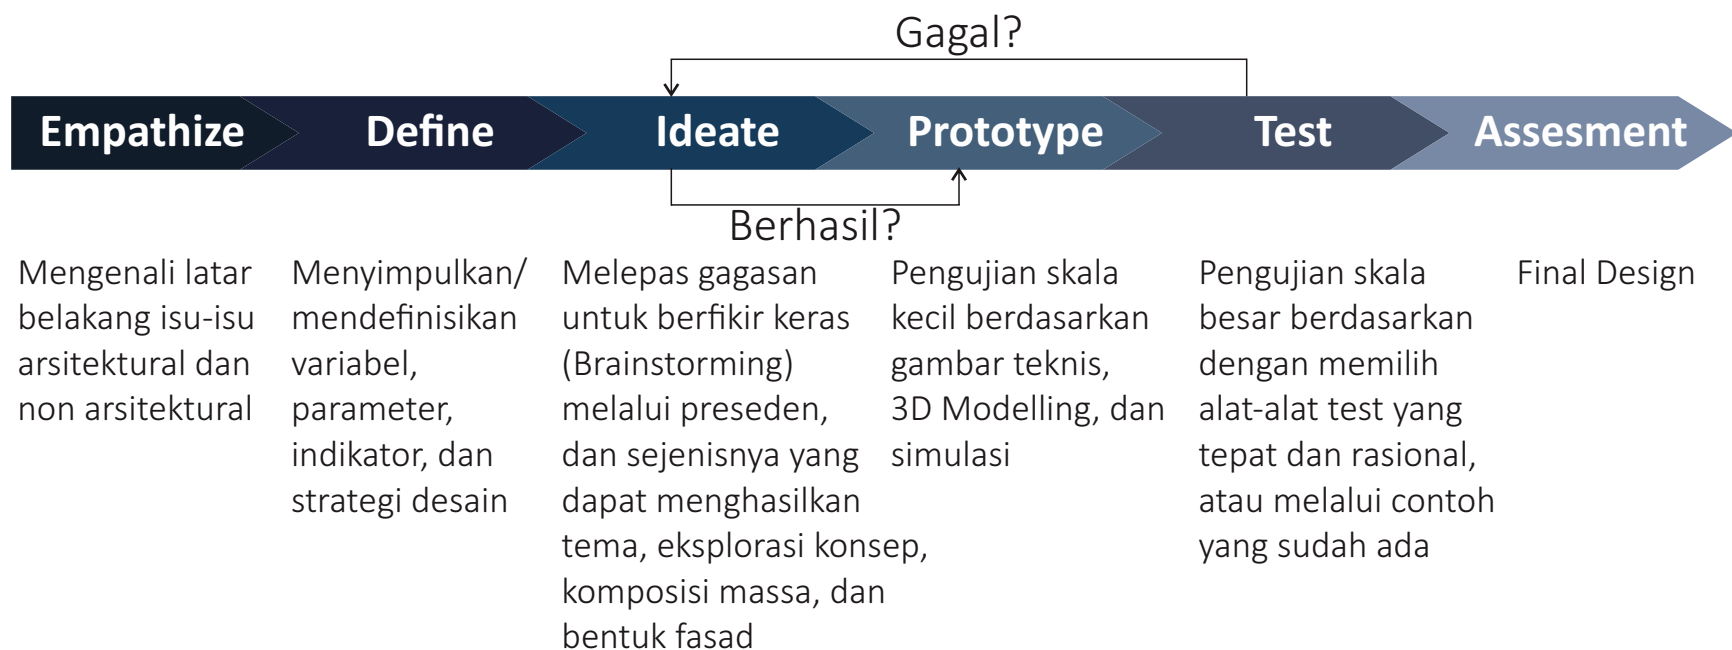 Gagal?
Empathize
Define
Ideate
Prototype
Test
Assesment
Berhasil?
Mengenali latar
belakang isu-isu
arsitektural dan
non arsitektural
Menyimpulkan/
mendefinisikan
variabel,
parameter,
indikator, dan
strategi desain
Melepas gagasan
untuk berfikir keras
(Brainstorming)
melalui preseden,
dan sejenisnya yang
dapat menghasilkan
tema, eksplorasi konsep,
komposisi massa, dan
bentuk fasad
Pengujian skala
kecil berdasarkan
gambar teknis,
3D Modelling, dan
simulasi
Pengujian skala
besar berdasarkan
dengan memilih
alat-alat test yang
tepat dan rasional,
atau melalui contoh
yang sudah ada
Final Design